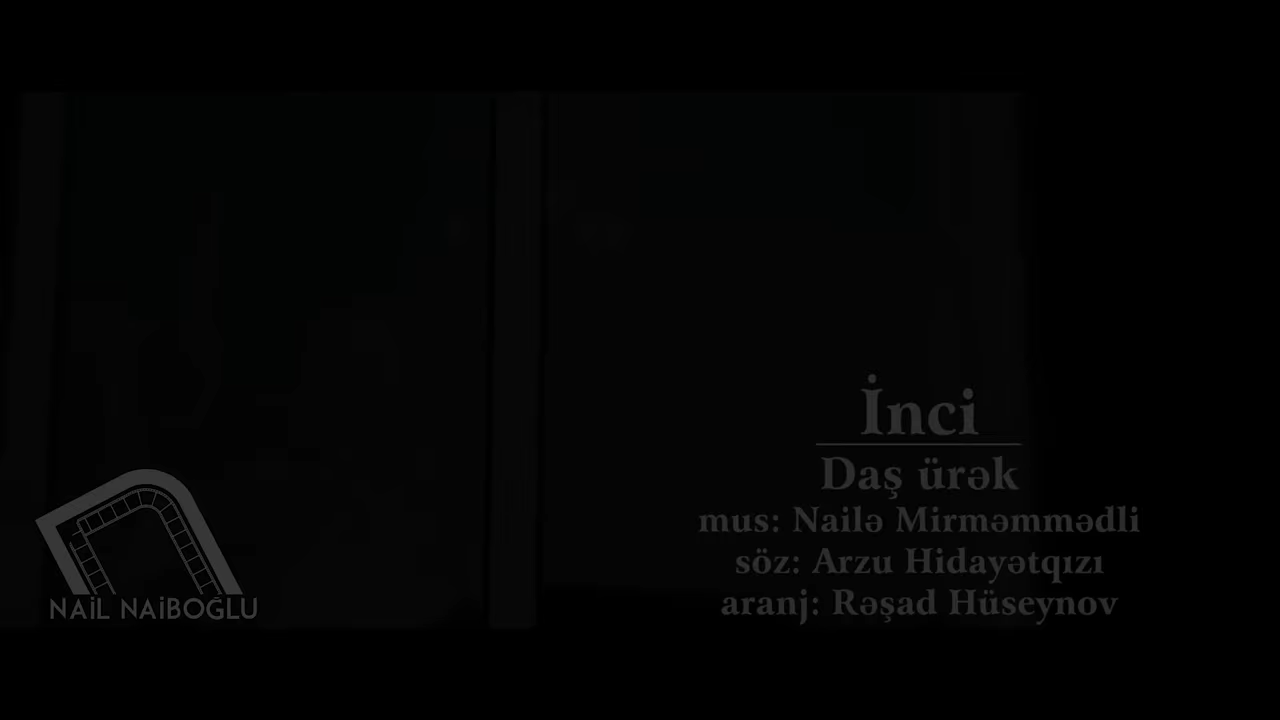 İnci
Daş ürək
mus: Nailə Mirməmmədli
söz: Arzu Hidayətqızı
aranj: Rəşad Hüseynov
NAİL NAİBOĞLU